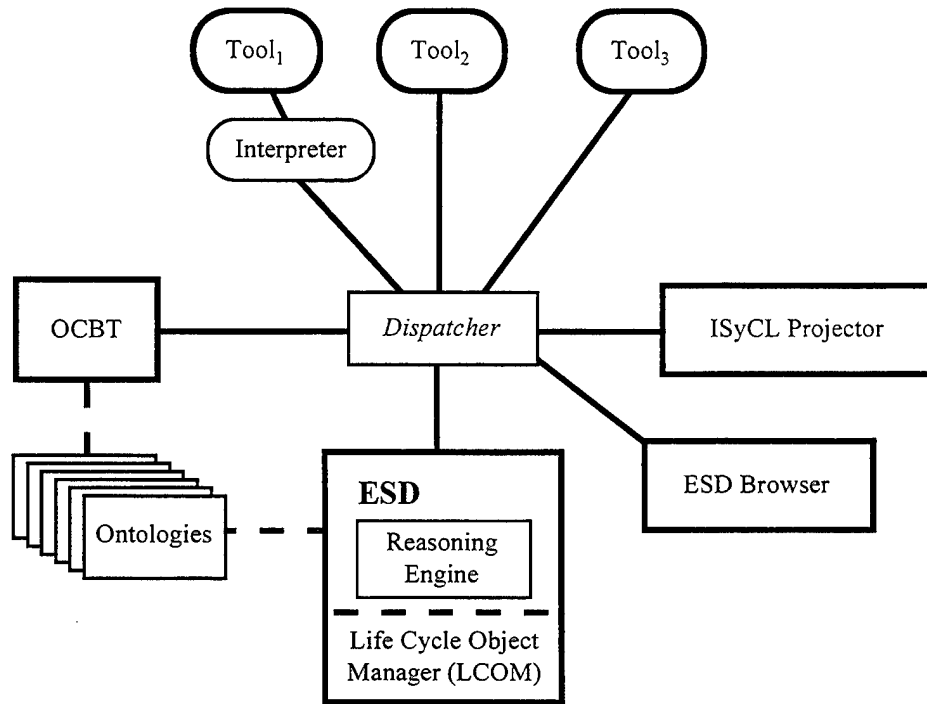 Tool₁
Tool₂
Tool₃
Interpreter
OCBT
Dispatcher
ISyCL Projector
ESD Browser
ESD
Ontologies
Reasoning
Engine
Life Cycle Object
Manager (LCOM)